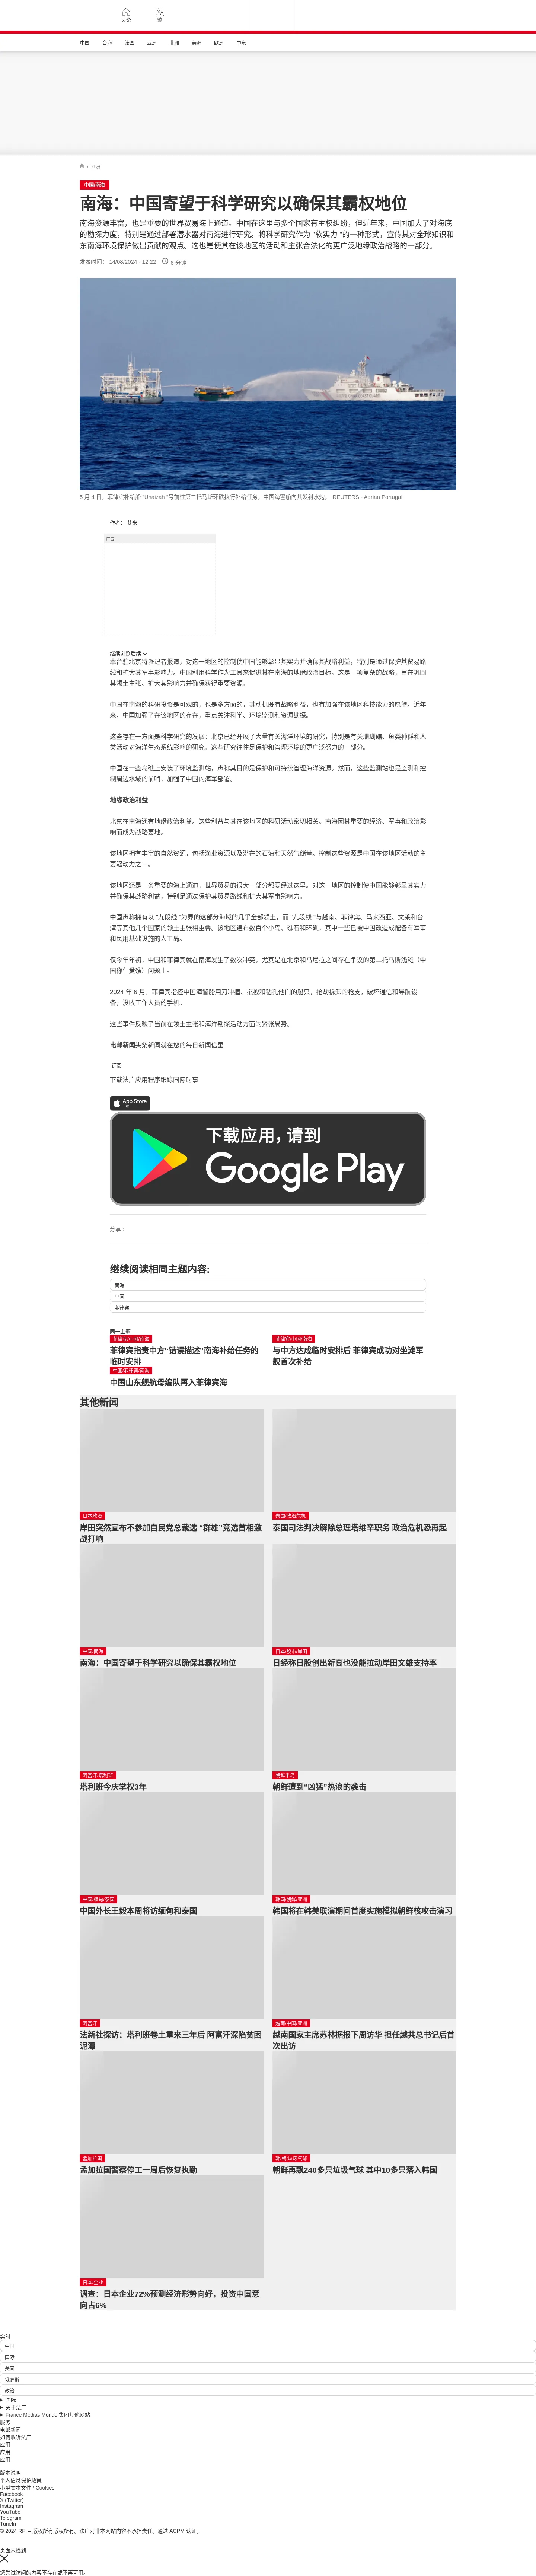 头条
繁
中国
台海
法国
亚洲
非洲
美洲
欧洲
中东
/ 亚洲
中国/南海
南海：中国寄望于科学研究以确保其霸权地位
南海资源丰富，也是重要的世界贸易海上通道。中国在这里与多个国家有主权纠纷，但近年来，中国加大了对海底
的勘探力度，特别是通过部署潜水器对南海进行研究。将科学研究作为 “软实力 ”的一种形式，宣传其对全球知识和
东南海环境保护做出贡献的观点。这也是使其在该地区的活动和主张合法化的更广泛地缘政治战略的一部分。
发表时间： 14/08/2024 - 12:22 6 分钟
5 月 4 日，菲律宾补给船 "Unaizah "号前往第二托马斯环礁执行补给任务，中国海警船向其发射水炮。 REUTERS - Adrian Portugal
作者： 艾米
广告
继续浏览后续
本台驻北京特派记者报道，对这一地区的控制使中国能够彰显其实力并确保其战略利益，特别是通过保护其贸易路
线和扩大其军事影响力。中国利用科学作为工具来促进其在南海的地缘政治目标，这是一项复杂的战略，旨在巩固
其领土主张、扩大其影响力并确保获得重要资源。
中国在南海的科研投资是可观的，也是多方面的，其动机既有战略利益，也有加强在该地区科技能力的愿望。近年
来，中国加强了在该地区的存在，重点关注科学、环境监测和资源勘探。
这些存在一方面是科学研究的发展：北京已经开展了大量有关海洋环境的研究，特别是有关珊瑚礁、鱼类种群和人
类活动对海洋生态系统影响的研究。这些研究往往是保护和管理环境的更广泛努力的一部分。
中国在一些岛礁上安装了环境监测站，声称其目的是保护和可持续管理海洋资源。然而，这些监测站也是监测和控
制周边水域的前哨，加强了中国的海军部署。
地缘政治利益
北京在南海还有地缘政治利益。这些利益与其在该地区的科研活动密切相关。南海因其重要的经济、军事和政治影
响而成为战略要地。
该地区拥有丰富的自然资源，包括渔业资源以及潜在的石油和天然气储量。控制这些资源是中国在该地区活动的主
要驱动力之一。
该地区还是一条重要的海上通道，世界贸易的很大一部分都要经过这里。对这一地区的控制使中国能够彰显其实力
并确保其战略利益，特别是通过保护其贸易路线和扩大其军事影响力。
中国声称拥有以 “九段线 ”为界的这部分海域的几乎全部领土，而 “九段线 ”与越南、菲律宾、马来西亚、文莱和台
湾等其他几个国家的领土主张相重叠。该地区遍布数百个小岛、礁石和环礁，其中一些已被中国改造成配备有军事
和民用基础设施的人工岛。
仅今年年初，中国和菲律宾就在南海发生了数次冲突，尤其是在北京和马尼拉之间存在争议的第二托马斯浅滩（中
国称仁爱礁）问题上。
2024 年 6 月，菲律宾指控中国海警船用刀冲撞、拖拽和钻孔他们的船只，抢劫拆卸的枪支，破坏通信和导航设
备，没收工作人员的手机。
这些事件反映了当前在领土主张和海洋勘探活动方面的紧张局势。
电邮新闻头条新闻就在您的每日新闻信里
订阅
下载法广应用程序跟踪国际时事
App Store
下载应用，请到
Google Play
分享 :
继续阅读相同主题内容:
南海
中国
菲律宾
同一主题
菲律宾/中国/南海
菲律宾指责中方“错误描述”南海补给任务的
临时安排
菲律宾/中国/南海
与中方达成临时安排后 菲律宾成功对坐滩军
舰首次补给
中国/菲律宾/南海
中国山东舰航母编队再入菲律宾海
其他新闻
日本政治
岸田突然宣布不参加自民党总裁选 “群雄”竞选首相激
战打响
泰国/政治危机
泰国司法判决解除总理塔维辛职务 政治危机恐再起
中国/南海
南海：中国寄望于科学研究以确保其霸权地位
日本/股市/岸田
日经称日股创出新高也没能拉动岸田文雄支持率
阿富汗/塔利班
塔利班今庆掌权3年
朝鲜半岛
朝鲜遭到“凶猛”热浪的袭击
中国/缅甸/泰国
中国外长王毅本周将访缅甸和泰国
韩国/朝鲜/亚洲
韩国将在韩美联演期间首度实施模拟朝鲜核攻击演习
阿富汗
法新社探访：塔利班卷土重来三年后 阿富汗深陷贫困
泥潭
越南/中国/亚洲
越南国家主席苏林据报下周访华 担任越共总书记后首
次出访
孟加拉国
孟加拉国警察停工一周后恢复执勤
韩/朝/垃圾气球
朝鲜再飘240多只垃圾气球 其中10多只落入韩国
日本/企业
调查：日本企业72%预测经济形势向好，投资中国意
向占6%
实时
中国
国际
美国
俄罗斯
政治
国际
关于法广
France Médias Monde 集团其他网站
服务
电邮新闻
如何收听法广
应用
应用
应用
版本说明
个人信息保护政策
小型文本文件 / Cookies
Facebook
X (Twitter)
Instagram
YouTube
Telegram
TuneIn
© 2024 RFI – 版权所有版权所有。法广对非本网站内容不承担责任。通过 ACPM 认证。
页面未找到
您尝试访问的内容不存在或不再可用。